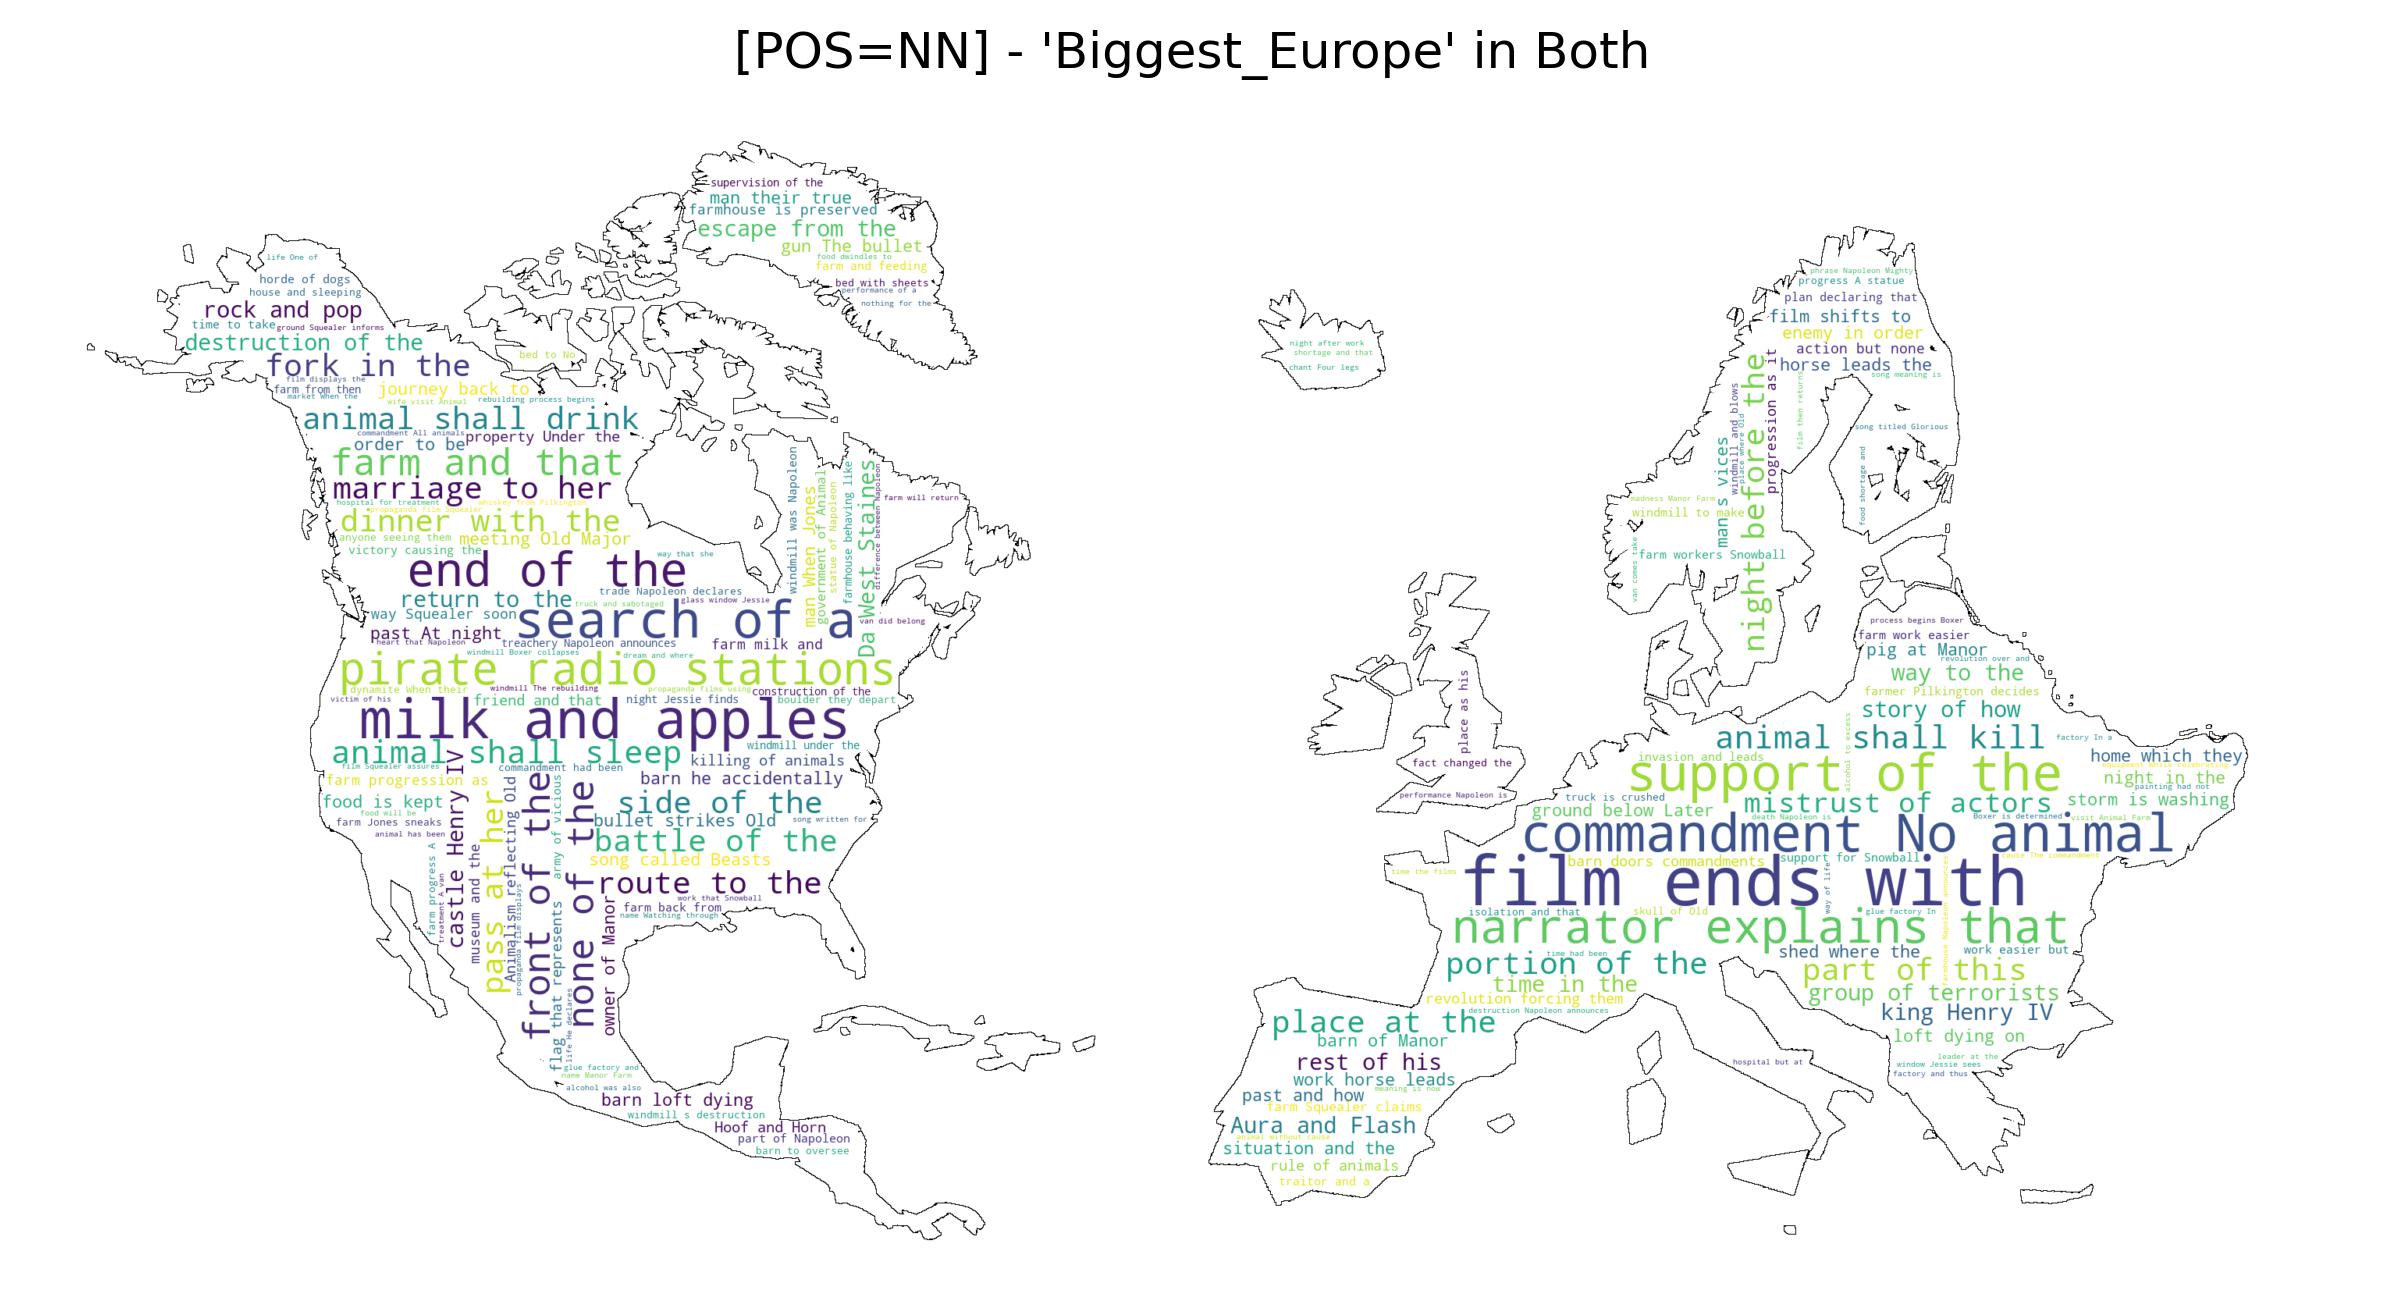 [POS=NN] - 'Biggest_Europe' in Both
supervision of the
man their true
farmhouse is preserved
escape from the
gun The bullet
food dwindles to
farm and feeding
bed with sheets
performance of a
nothing for the
life One of
horde of dogs
house and sleeping
rock and pop
time to take
ground Squealer informs
destruction of the
bed to No
fork in the
film displays the
farm from then
journey back to
market When the
wife visit Animal
rebuilding process begins
animal shall drink
commandment All animals
order to be
property Under the
farm and that
marriage to her
hospital for treatment
whiskey from Pilkington
propaganda film Squealer
dinner with the
anyone seeing them
meeting Old Major
victory causing the
way that she
end of the
trade Napoleon declares
return to the
truck and sabotaged
glass window Jessie
way Squealer soon
search of a
past At night
heart that Napoleon
treachery Napoleon announces
farm milk and
windmill Boxer collapses
dream and where
pirate radio stations
windmill was Napoleon
man When Jones
government of Animal
statue of Napoleon
farmhouse behaving like
Da West Staines
difference between Napoleon
farm will return
van did belong
dynamite When their
windmill The rebuilding
propaganda films using
construction of the
victim of his
friend and that
night Jessie finds
boulder they depart
milk and apples
animal shall sleep
windmill under the
killing of animals
film Squealer assures
commandment had been
farm progression as
barn he accidentally
food is kept
food will be
farm Jones sneaks
animal has been
side of the
bullet strikes Old
song written for
battle of the
song called Beasts
route to the
work that Snowball
farm back from
name Watching through
farm progress A
treatment A van
castle Henry IV
museum and the
pass at her
Animalism reflecting Old
propaganda film displays
front of the
army of vicious
flag that represents
life He declares
none of the
owner of Manor
glue factory and
name Manor Farm
alcohol was also
barn loft dying
windmill s destruction
Hoof and Horn
part of Napoleon
barn to oversee
night after work
shortage and that
chant Four legs
phrase Napoleon Mighty
progress A statue
plan declaring that
film shifts to
enemy in order
action but none
horse leads the
song meaning is
man s vices
windmill and blows
place where Old
night before the
progression as it
film then returns
song titled Glorious
food shortage and
madness Manor Farm
windmill to make
farm workers Snowball
van comes take
place as his
fact changed the
performance Napoleon is
process begins Boxer
farm work easier
pig at Manor
revolution over and
way to the
farmer Pilkington decides
story of how
animal shall kill
factory In a
invasion and leads
alcohol to excess
home which they
equipment While celebrating
support of the
night in the
painting had not
truck is crushed
mistrust of actors
storm is washing
ground below Later
death Napoleon is
Boxer is determined
visit Animal Farm
commandment No animal
barn doors commandments
support for Snowball
cause The commandment
time the films
film ends with
way of life
isolation and that
skull of Old
glue factory In
farmhouse Napoleon announces
narrator explains that
time had been
shed where the
work easier but
portion of the
part of this
time in the
group of terrorists
revolution forcing them
destruction Napoleon announces
king Henry IV
place at the
loft dying on
barn of Manor
leader at the
window Jessie sees
factory and thus
hospital but at
rest of his
work horse leads
meaning is now
past and how
farm Squealer claims
Aura and Flash
animal without cause
situation and the
rule of animals
traitor and a